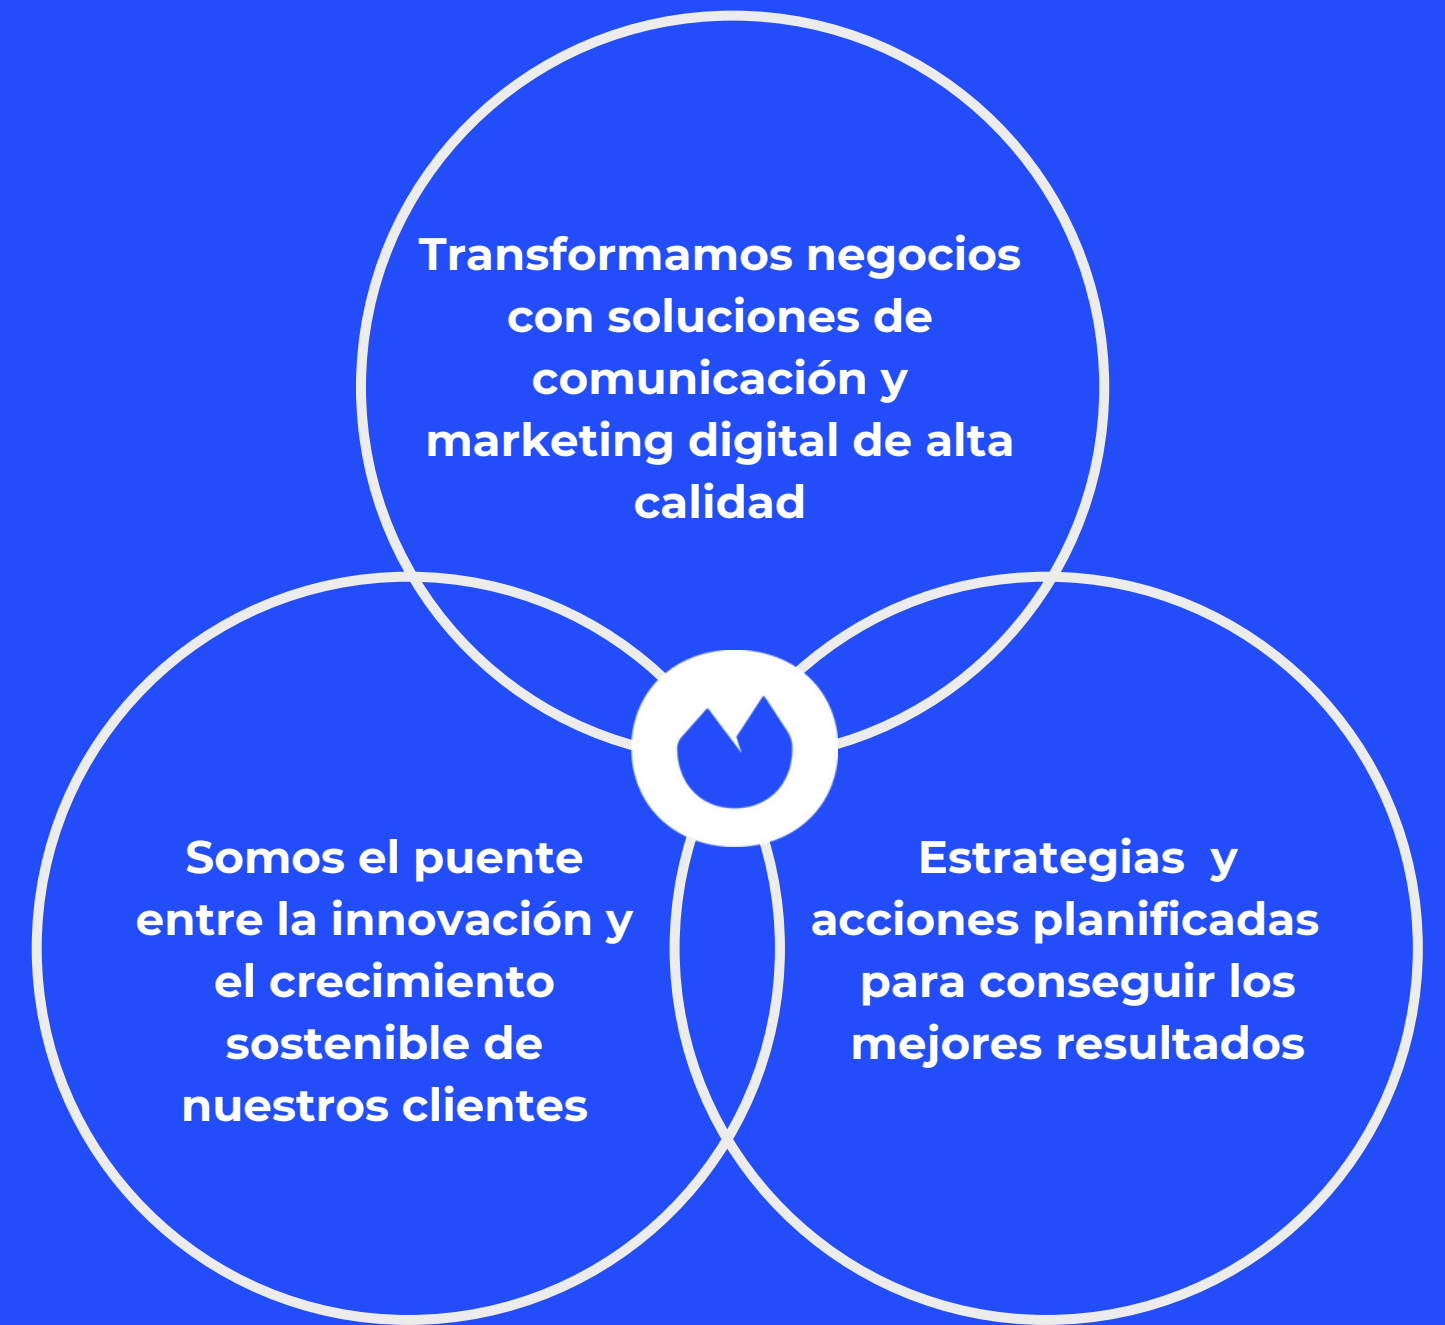 Transformamos negocios
con soluciones de
comunicación y
marketing digital de alta
calidad
Somos el puente
entre la innovación y
el crecimiento
sostenible de
nuestros clientes
Estrategias  y
acciones planificadas
para conseguir los
mejores resultados